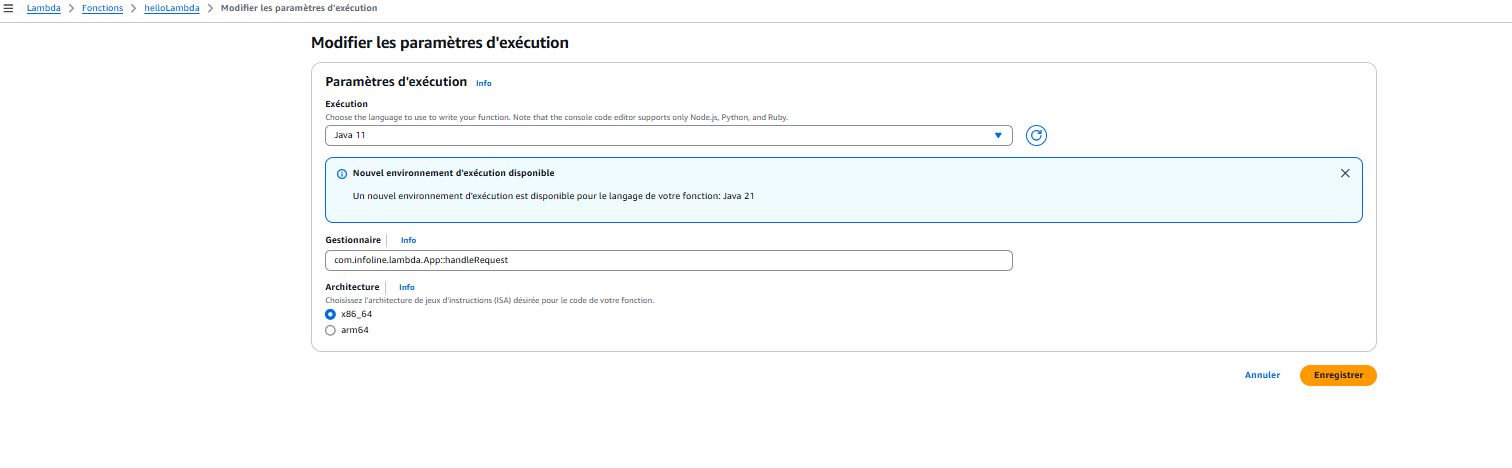 Lambda > Fonctions > helloLambda > Modifier les paramètres d'exécution
Modifier les paramètres d'exécution
Paramètres d'exécution Info
Exécution
Choose the language to use to write your function. Note that the console code editor supports only Node.js, Python, and Ruby.
Java 11
Nouvel environnement d'exécution disponible
Un nouvel environnement d'exécution est disponible pour le langage de votre fonction: Java 21
Gestionnaire Info
com.infoline.lambda.App::handleRequest
Architecture Info
Choisissez l'architecture de jeux d'instructions (ISA) désirée pour le code de votre fonction.
x86_64
arm64
Annuler Enregistrer